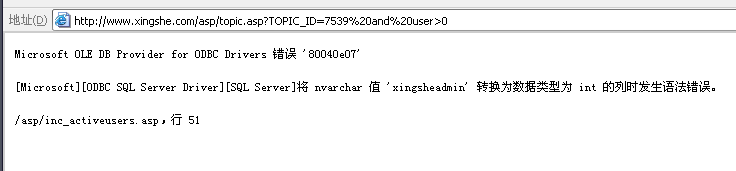 地址(D) http://www.xingshe.com/asp/topic.asp?TOPIC_ID=7539%20and%20user>0
Microsoft OLE DB Provider for ODBC Drivers 错误 '80040e07'
[Microsoft][ODBC SQL Server Driver][SQL Server]将 nvarchar 值 'xingsheadmin' 转换为数据类型为 int 的列时发生语法错误。
/asp/inc_activeusers.asp，行 51